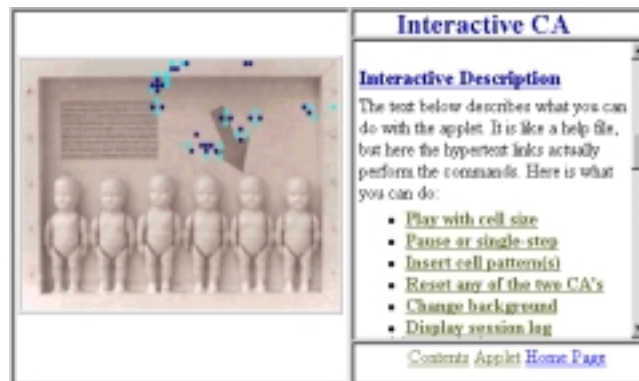 Interactive CA
Interactive Description
The text below describes what you can
do with the applet. It is like a help file,
but here the hypertext links actually
perform the commands. Here is what
you can do:
Play with cell size
Pause or single-step
Insert cell pattern(s)
Reset any of the two CA's
Change background
Display session log
Contents Applet Home Page